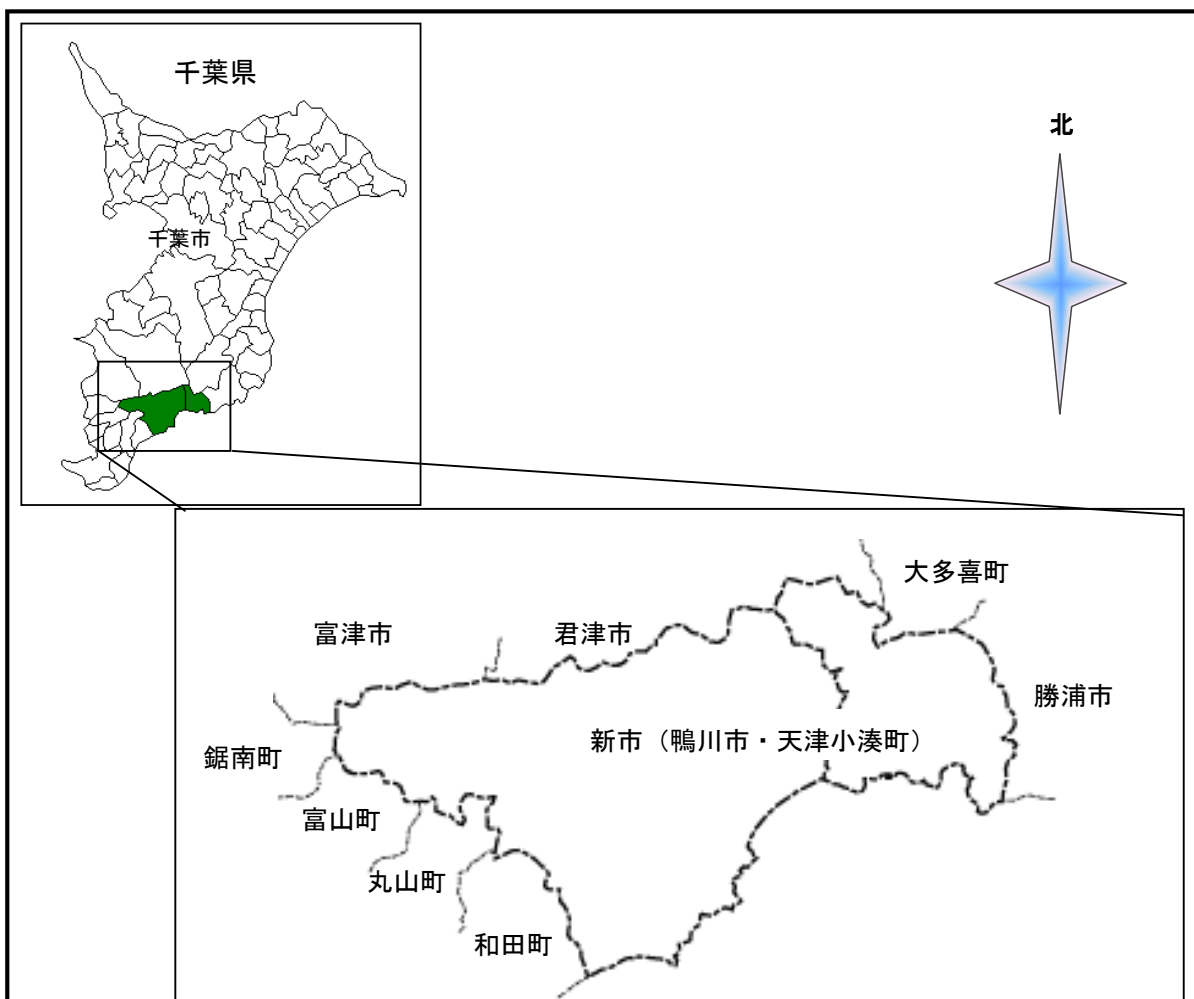 千葉県
千葉市
北
大多喜町
富津市
君津市
勝浦市
新市（鴨川市・天津小湊町）
鋸南町
富山町
丸山町
和田町